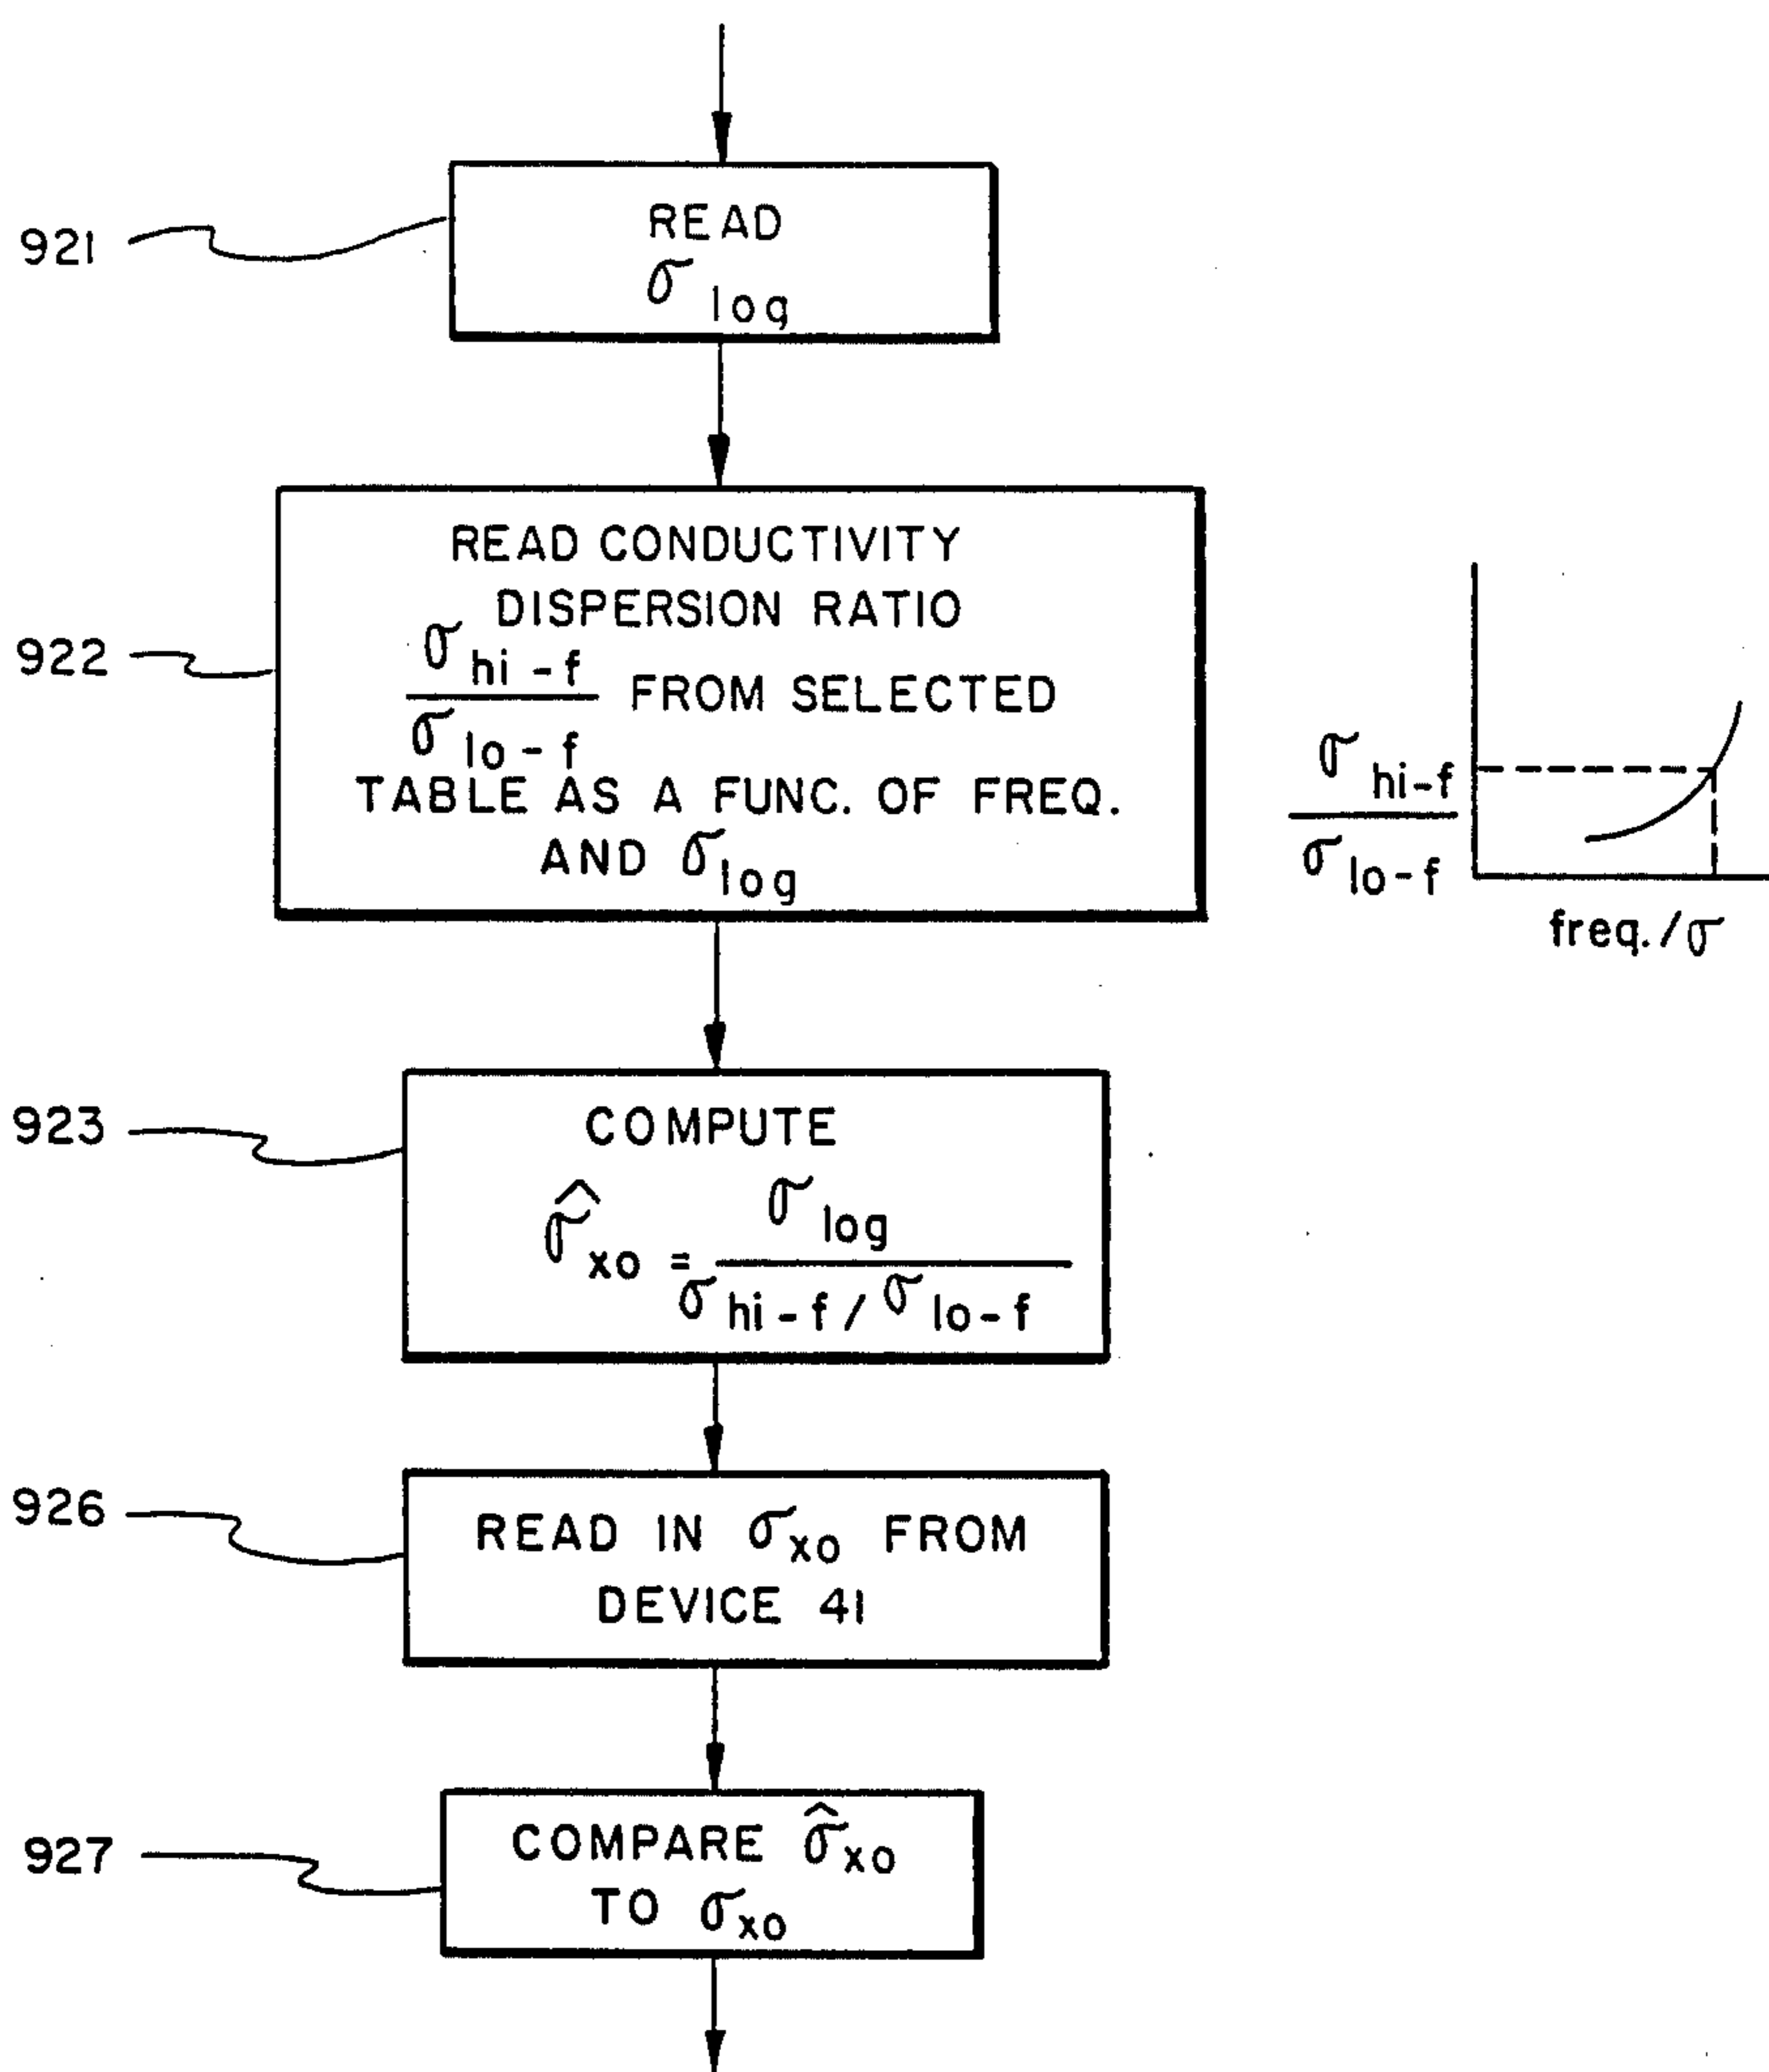 921
READ
σ log
922
READ CONDUCTIVITY
DISPERSION RATIO
σ hi-f
σ lo-f
FROM SELECTED
TABLE AS A FUNC. OF FREQ.
AND σ log
σ hi-f
σ lo-f
freq./σ
923
COMPUTE
σ̂ xo = σ log
σ hi-f / σ lo-f
926
READ IN σxo FROM
DEVICE 41
927
COMPARE σ̂xo
TO σxo